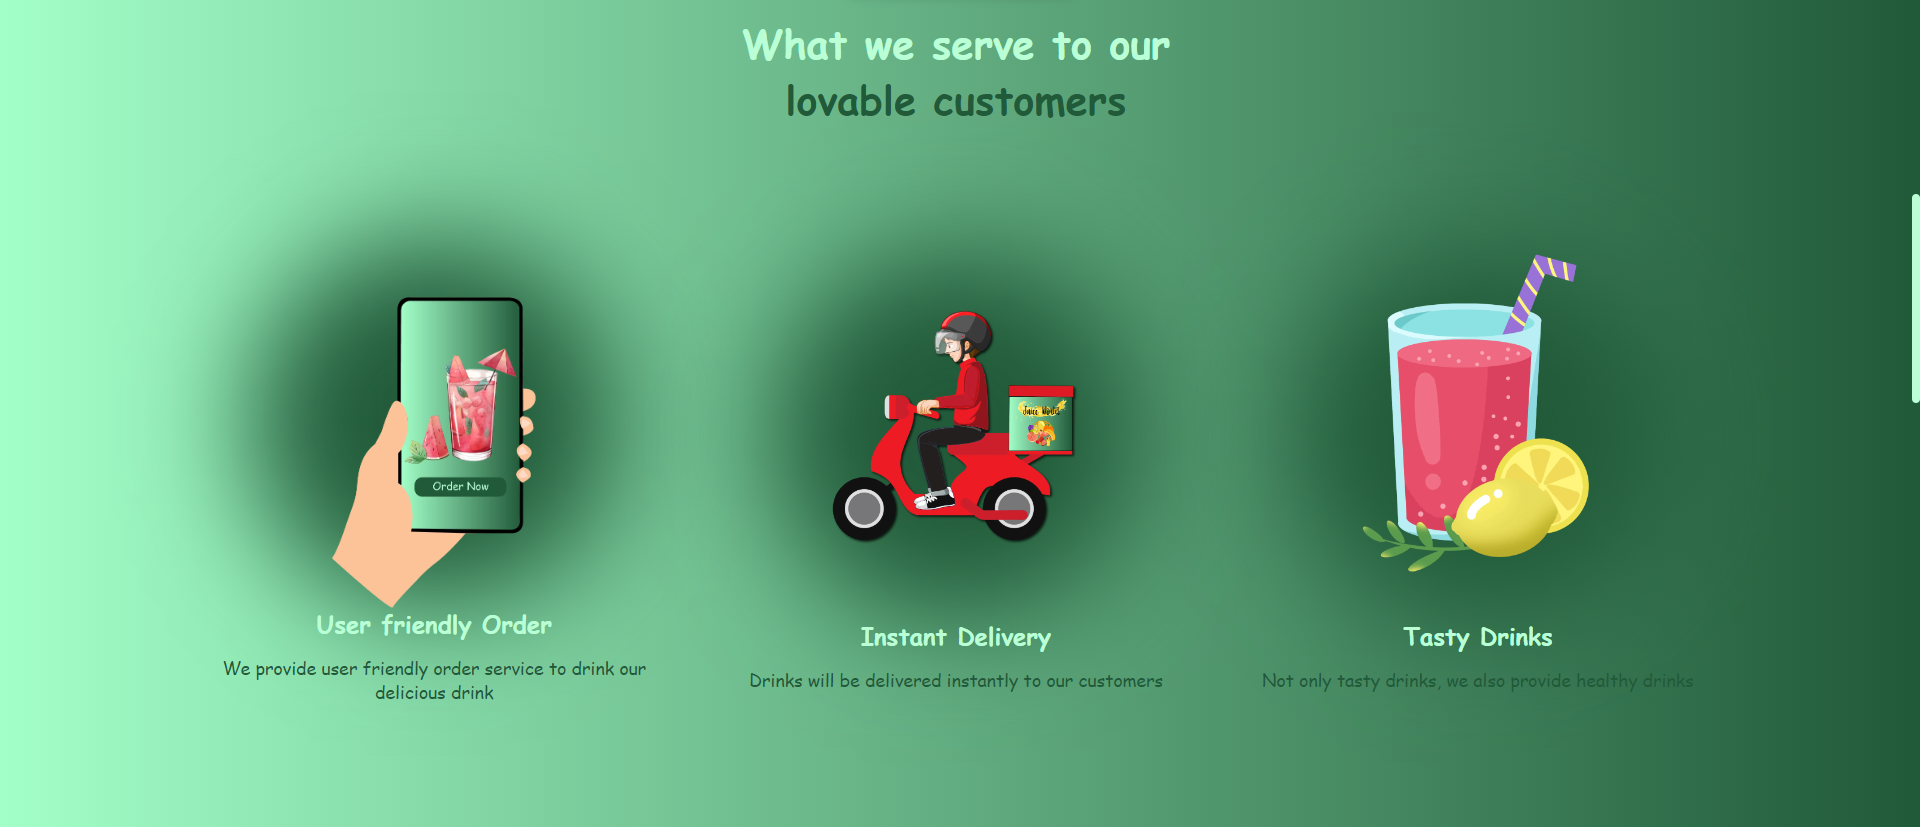 What we serve to our
lovable customers
Order Now
Juice World
User friendly Order
We provide user friendly order service to drink our
delicious drink
Instant Delivery
Drinks will be delivered instantly to our customers
Tasty Drinks
Not only tasty drinks, we also provide healthy drinks